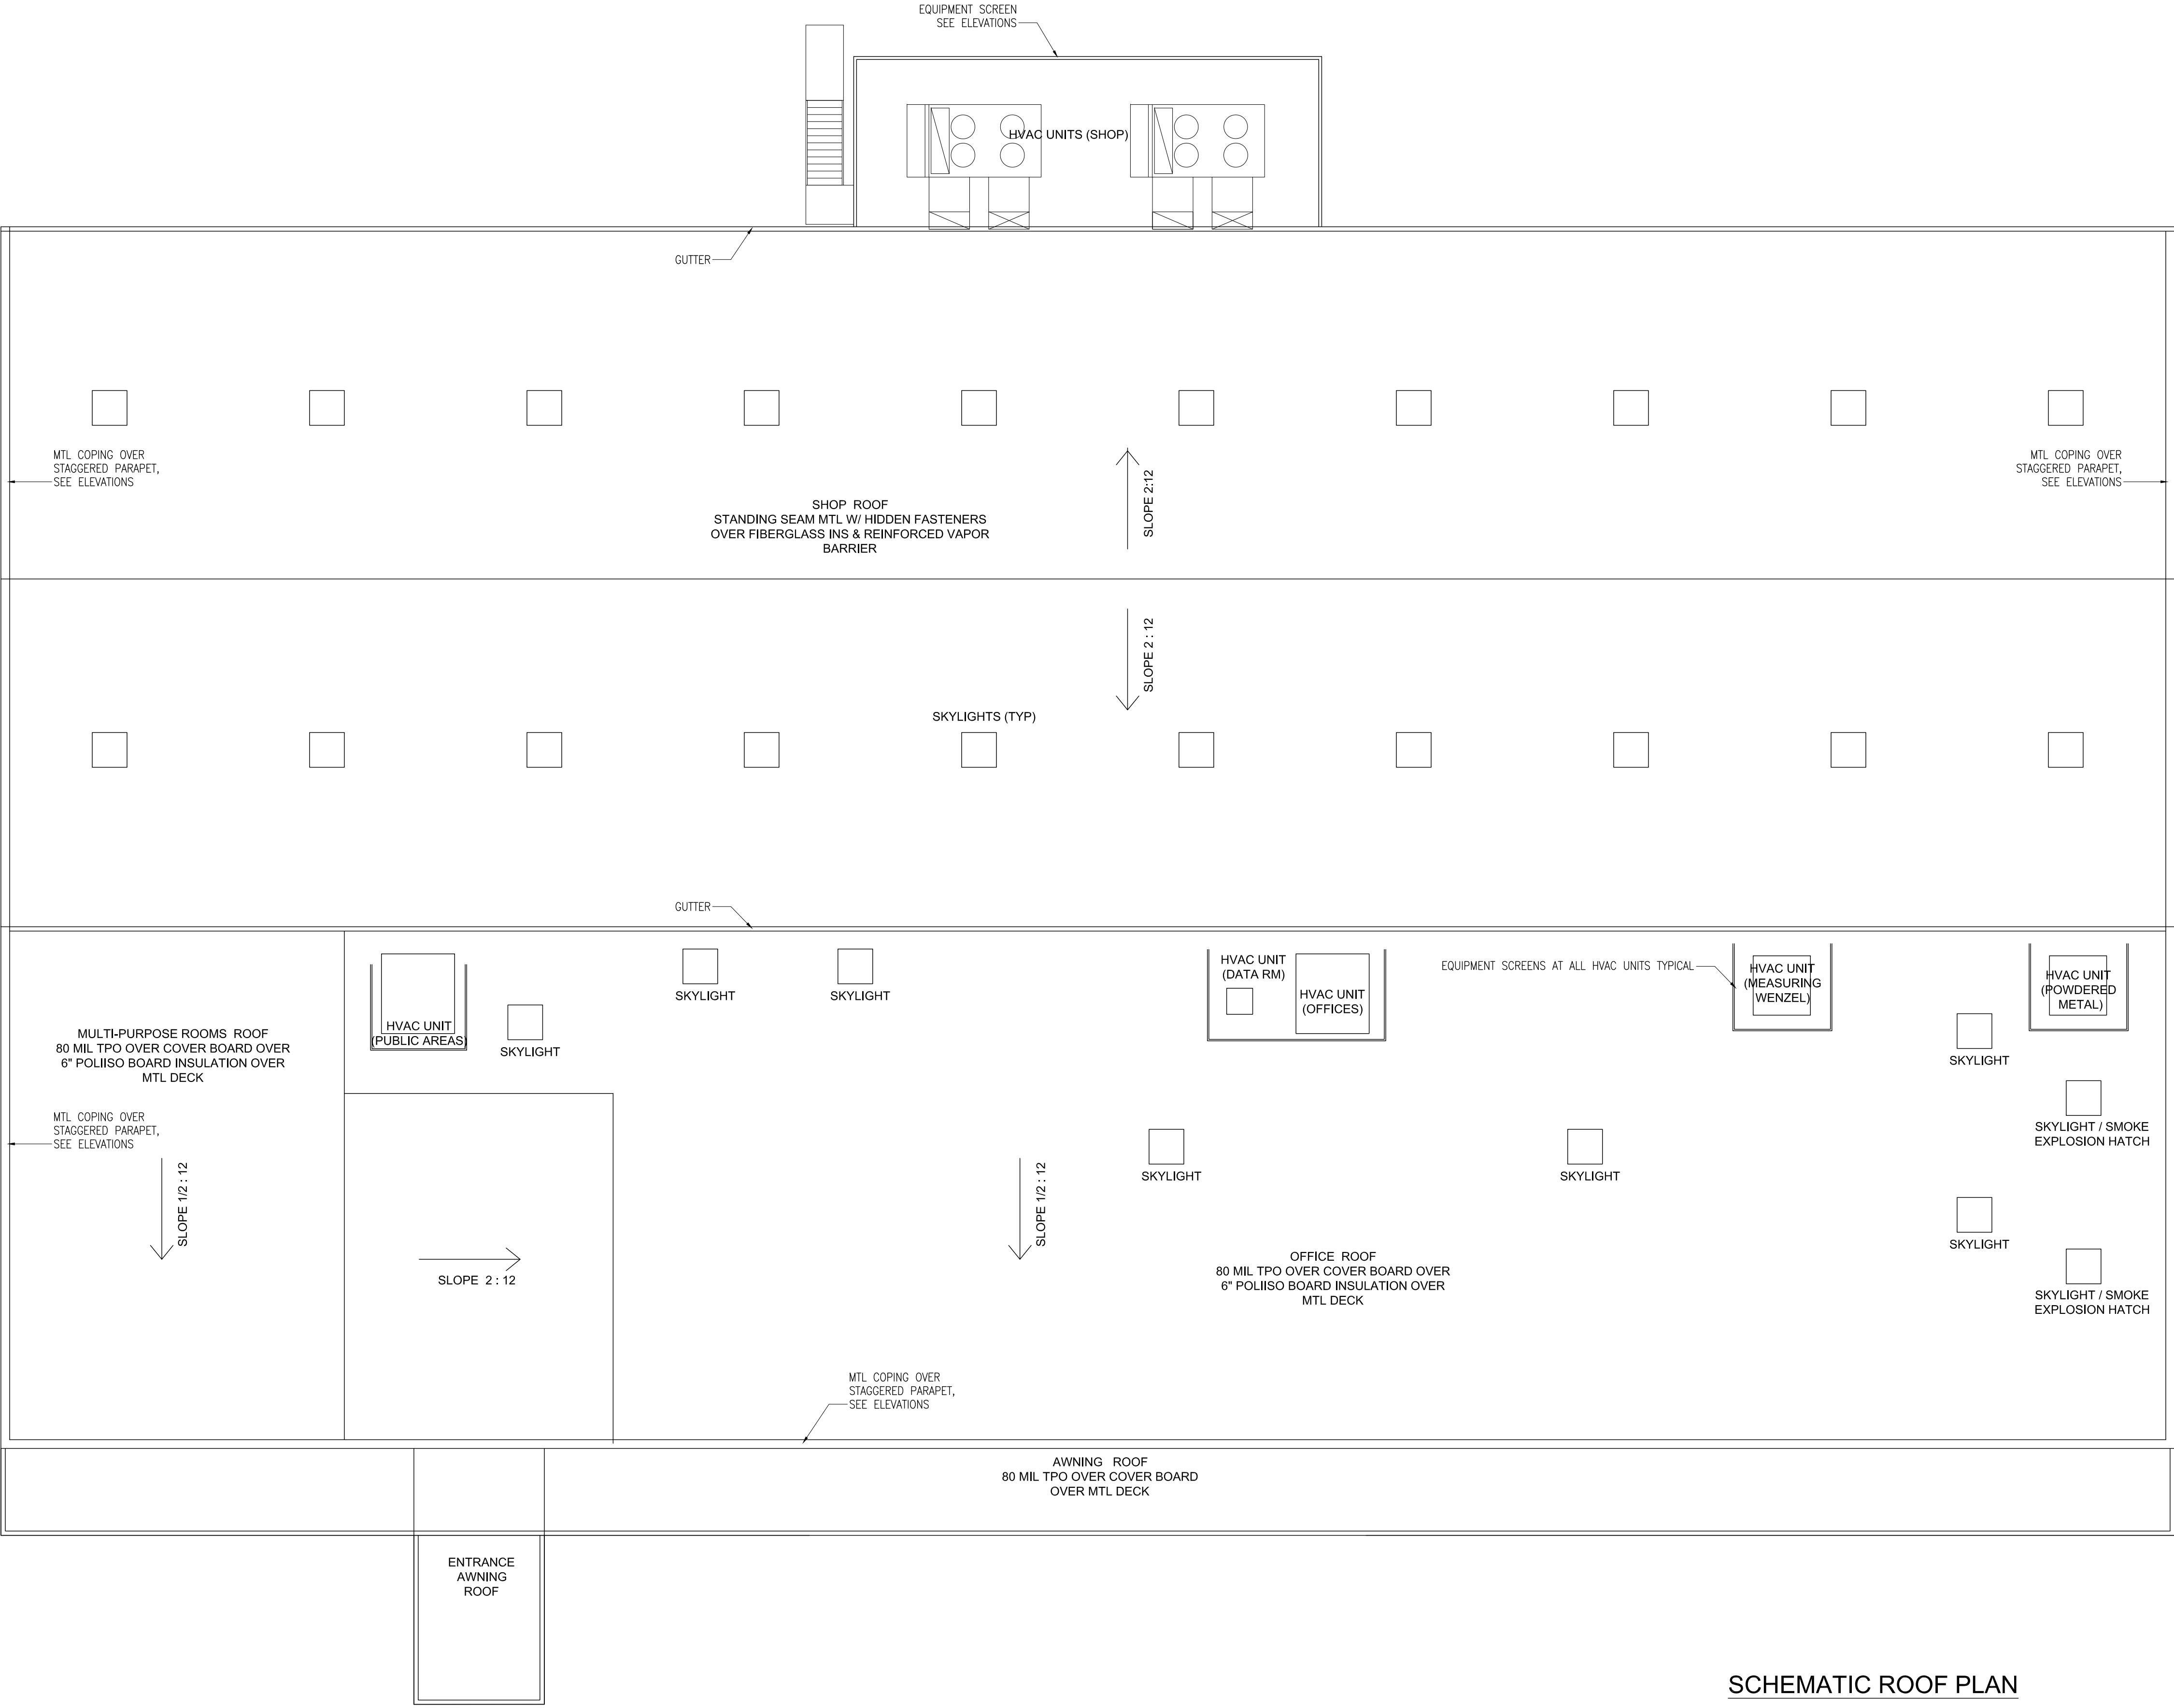 EQUIPMENT SCREEN
SEE ELEVATIONS
HVAC UNITS (SHOP)
GUTTER
MTL COPING OVER
STAGGERED PARAPET,
SEE ELEVATIONS
MTL COPING OVER
STAGGERED PARAPET,
SEE ELEVATIONS
SLOPE 2:12
SHOP ROOF
STANDING SEAM MTL W/ HIDDEN FASTENERS
OVER FIBERGLASS INS & REINFORCED VAPOR
BARRIER
SLOPE 2 : 12
SKYLIGHTS (TYP)
GUTTER
HVAC UNIT
(PUBLIC AREAS)
SKYLIGHT
SKYLIGHT
SKYLIGHT
HVAC UNIT
(DATA RM)
HVAC UNIT
(OFFICES)
EQUIPMENT SCREENS AT ALL HVAC UNITS TYPICAL
HVAC UNIT
(MEASURING
WENZEL)
HVAC UNIT
(POWDERED
METAL)
MULTI-PURPOSE ROOMS ROOF
80 MIL TPO OVER COVER BOARD OVER
6" POLIISO BOARD INSULATION OVER
MTL DECK
SKYLIGHT
MTL COPING OVER
STAGGERED PARAPET,
SEE ELEVATIONS
SKYLIGHT / SMOKE
EXPLOSION HATCH
SKYLIGHT
SKYLIGHT
SLOPE 1/2 : 12
SLOPE 1/2 : 12
SKYLIGHT
SLOPE 2 : 12
OFFICE ROOF
80 MIL TPO OVER COVER BOARD OVER
6" POLIISO BOARD INSULATION OVER
MTL DECK
SKYLIGHT / SMOKE
EXPLOSION HATCH
MTL COPING OVER
STAGGERED PARAPET,
SEE ELEVATIONS
AWNING ROOF
80 MIL TPO OVER COVER BOARD
OVER MTL DECK
ENTRANCE
AWNING
ROOF
SCHEMATIC ROOF PLAN